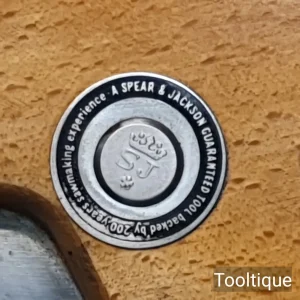 A SPEAR & JACKSON GUARANTEED TOOL backed by 200 years sawmaking experience
SJ
Tooltique